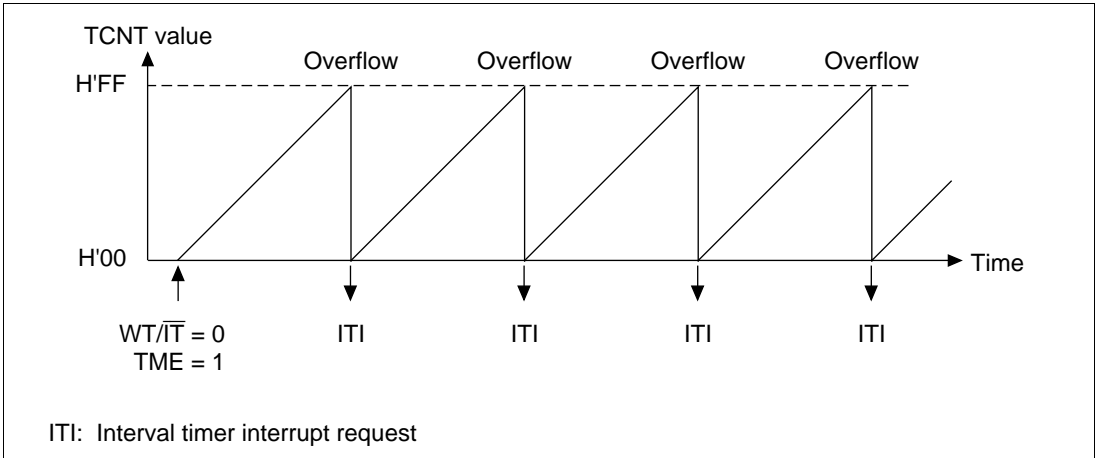 TCNT value
Overflow Overflow Overflow Overflow
H'FF
H'00
Time
WT/I̅T̅ = 0
TME = 1
ITI ITI ITI ITI
ITI: Interval timer interrupt request